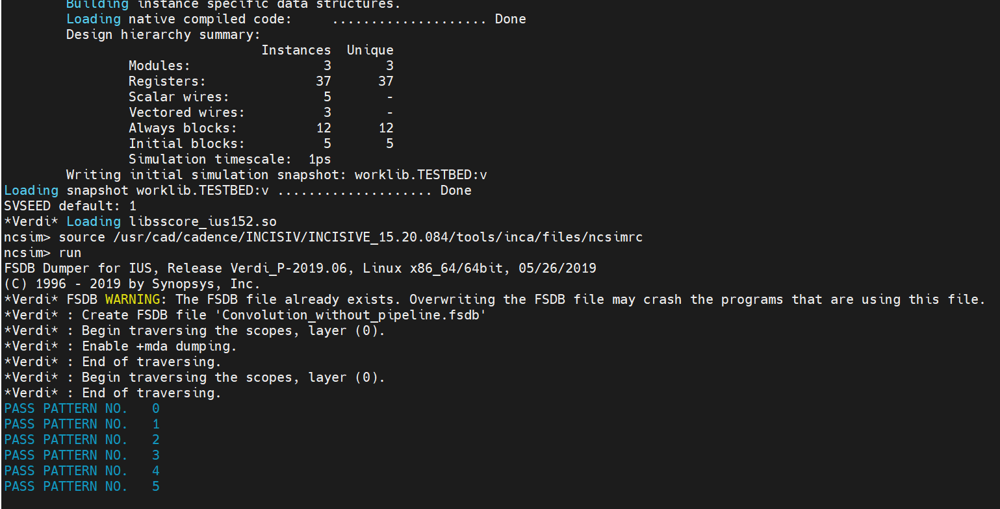 Building instance specific data structures.
Loading native compiled code:     .................... Done
Design hierarchy summary:
Instances  Unique
Modules:                 3       3
Registers:              37      37
Scalar wires:            5       -
Vectored wires:          3       -
Always blocks:          12      12
Initial blocks:          5       5
Simulation timescale:  1ps
Writing initial simulation snapshot: worklib.TESTBED:v
Loading snapshot worklib.TESTBED:v .................... Done
SVSEED default: 1
*Verdi* Loading libsscore_ius152.so
ncsim> source /usr/cad/cadence/INCISIV/INCISIVE_15.20.084/tools/inca/files/ncsimrc
ncsim> run
FSDB Dumper for IUS, Release Verdi_P-2019.06, Linux x86_64/64bit, 05/26/2019
(C) 1996 - 2019 by Synopsys, Inc.
*Verdi* FSDB WARNING: The FSDB file already exists. Overwriting the FSDB file may crash the programs that are using this file.
*Verdi* : Create FSDB file 'Convolution_without_pipeline.fsdb'
*Verdi* : Begin traversing the scopes, layer (0).
*Verdi* : Enable +mda dumping.
*Verdi* : End of traversing.
*Verdi* : Begin traversing the scopes, layer (0).
*Verdi* : End of traversing.
PASS PATTERN NO.   0
PASS PATTERN NO.   1
PASS PATTERN NO.   2
PASS PATTERN NO.   3
PASS PATTERN NO.   4
PASS PATTERN NO.   5